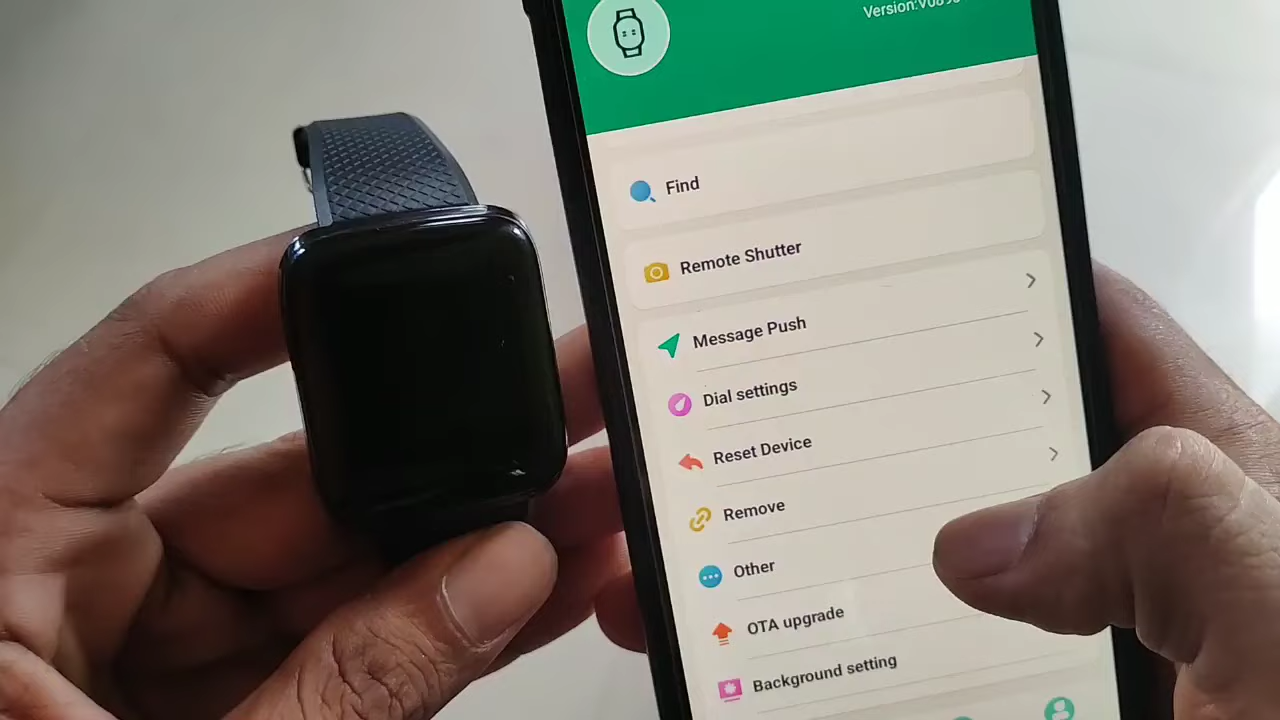 Find
Remote Shutter
Message Push
Dial settings
Reset Device
Remove
Other
OTA upgrade
Background setting